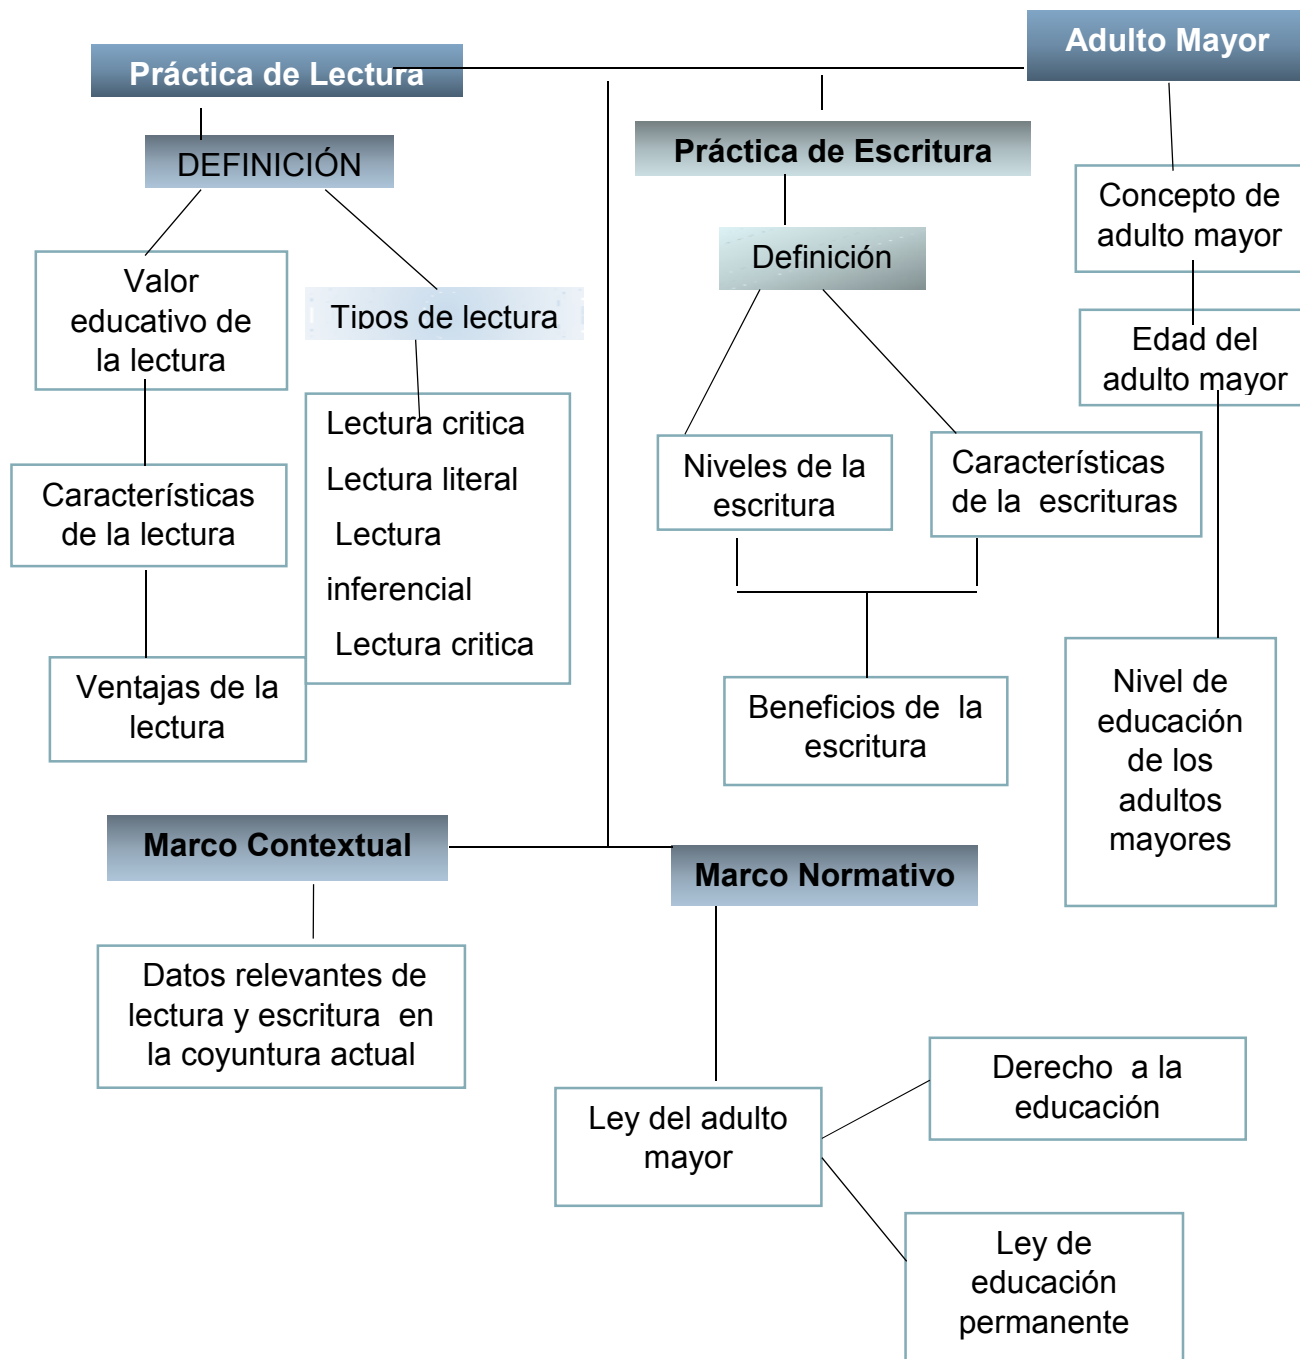 Práctica de Lectura
DEFINICIÓN
Valor
educativo de
la lectura
Tipos de lectura
Lectura critica
Lectura literal
Lectura
inferencial
Lectura critica
Características
de la lectura
Ventajas de la
lectura
Práctica de Escritura
Definición
Niveles de la
escritura
Características
de la escrituras
Beneficios de la
escritura
Adulto Mayor
Concepto de
adulto mayor
Edad del
adulto mayor
Nivel de
educación
de los
adultos
mayores
Marco Contextual
Datos relevantes de
lectura y escritura en
la coyuntura actual
Marco Normativo
Ley del adulto
mayor
Derecho a la
educación
Ley de
educación
permanente